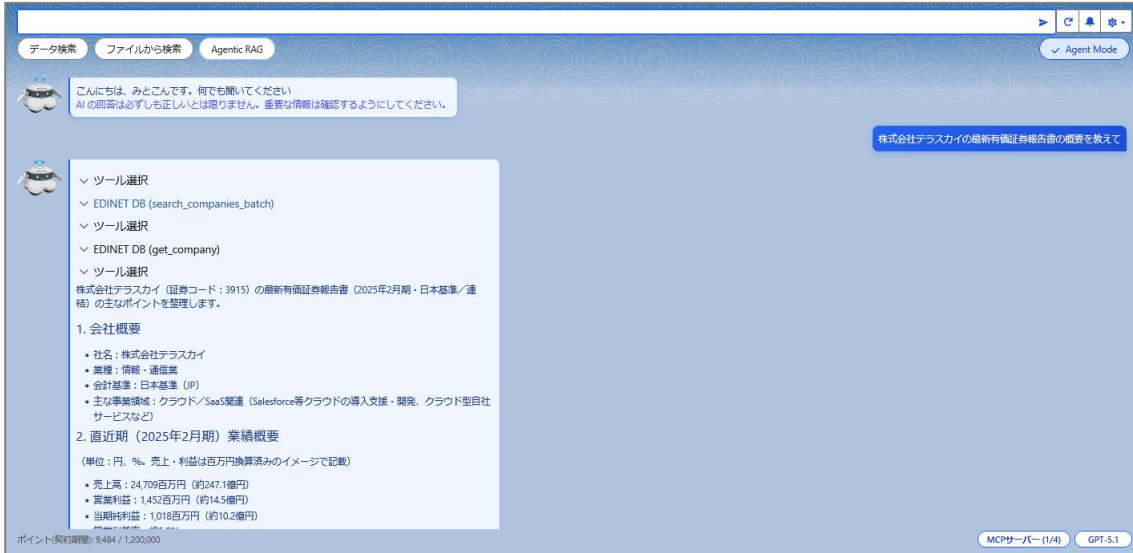 データ検索 ファイルから検索 Agentic RAG
Agent Mode
こんにちは、みとこんです。何でも聞いてください
AI の回答は必ずしも正しいとは限りません。重要な情報は確認するようにしてください。
株式会社テラスカイの最新有価証券報告書の概要を教えて
ツール選択
EDINET DB (search_companies_batch)
ツール選択
EDINET DB (get_company)
ツール選択
株式会社テラスカイ（証券コード：3915）の最新有価証券報告書（2025年2月期・日本基準／連
結）の主なポイントを整理します。
1. 会社概要
• 社名：株式会社テラスカイ
• 業種：情報・通信業
• 会計基準：日本基準（JP）
• 主な事業領域：クラウド／SaaS関連（Salesforce等クラウドの導入支援・開発、クラウド型自社
サービスなど）
2. 直近期（2025年2月期）業績概要
（単位：円、%。売上・利益は百万円換算済みのイメージで記載）
• 売上高：24,709百万円（約247.1億円）
• 営業利益：1,452百万円（約14.5億円）
• 当期純利益：1,018百万円（約10.2億円）
ポイント(契約期間): 9,484 / 1,200,000
MCPサーバー (1/4) GPT-5.1